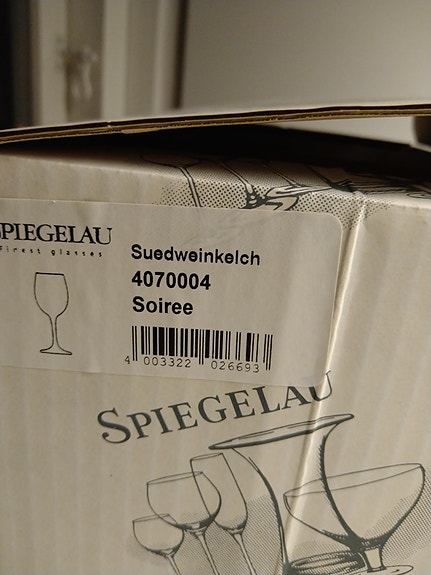 SPIEGELAU
Finest glasses
Suedweinkelch
4070004
Soiree
4 003322 026693
SPIEGELAU